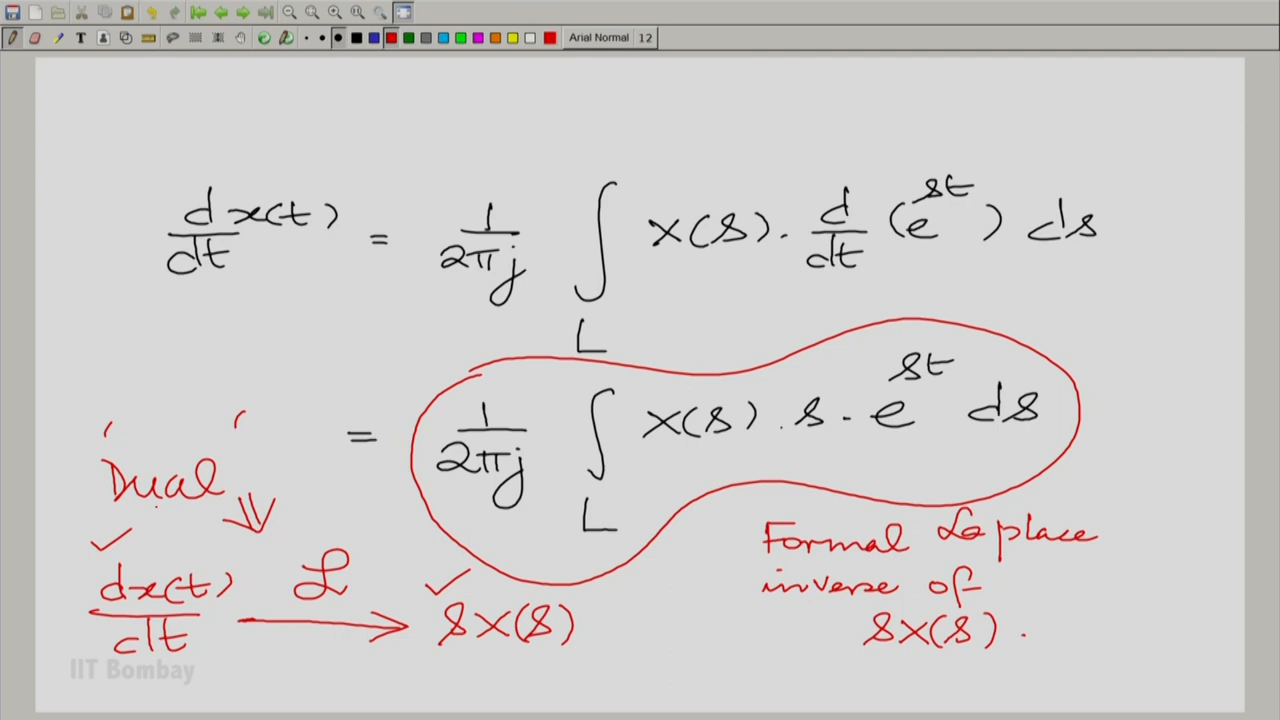 Arial Normal 12
d/dt x(t) = 1/2πj ∫_L X(s) · d/dt (e^st) ds
= 1/2πj ∫_L X(s) · s · e^st ds
' Dual '
Formal Laplace
inverse of
sX(s) .
dx(t)/dt ℒ→ sX(s)
IIT Bombay